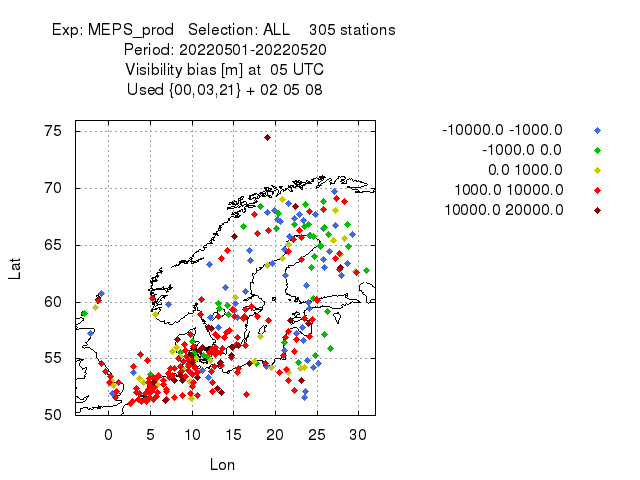 Exp: MEPS_prod   Selection: ALL    305 stations
Period: 20220501-20220520
Visibility bias [m] at  05 UTC
Used {00,03,21} + 02 05 08
-10000.0 -1000.0
-1000.0 0.0
0.0 1000.0
1000.0 10000.0
10000.0 20000.0
Lat
75
70
65
60
55
50
0 5 10 15 20 25 30
Lon